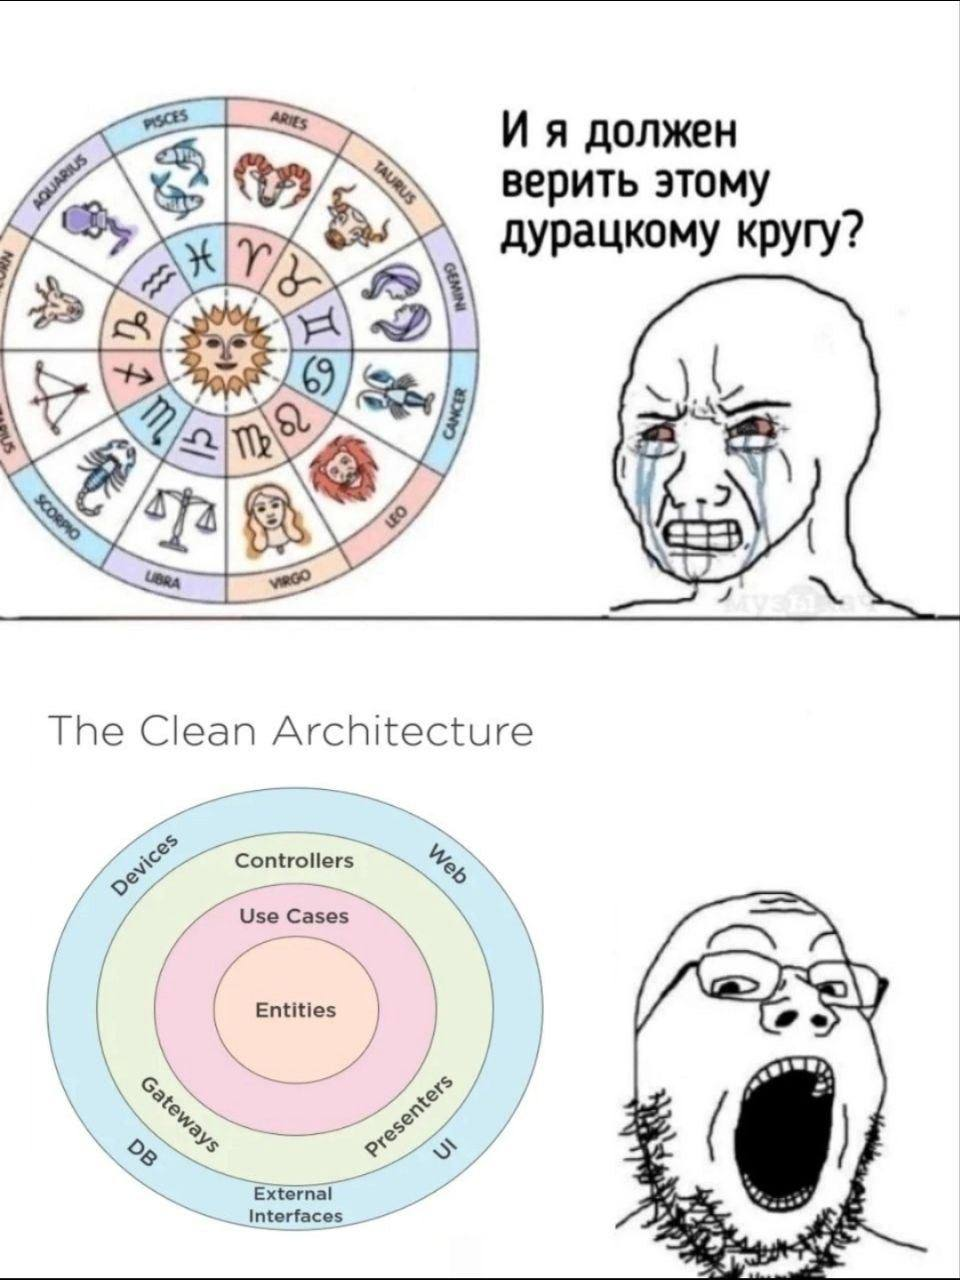 PISCES
ARIES
TAURUS
AQUARIUS
GEMINI
CANCER
LEO
VIRGO
LIBRA
SCORPIO
И я должен
верить этому
дурацкому кругу?
The Clean Architecture
Devices
Web
Controllers
Use Cases
Entities
Gateways
Presenters
DB
UI
External
Interfaces